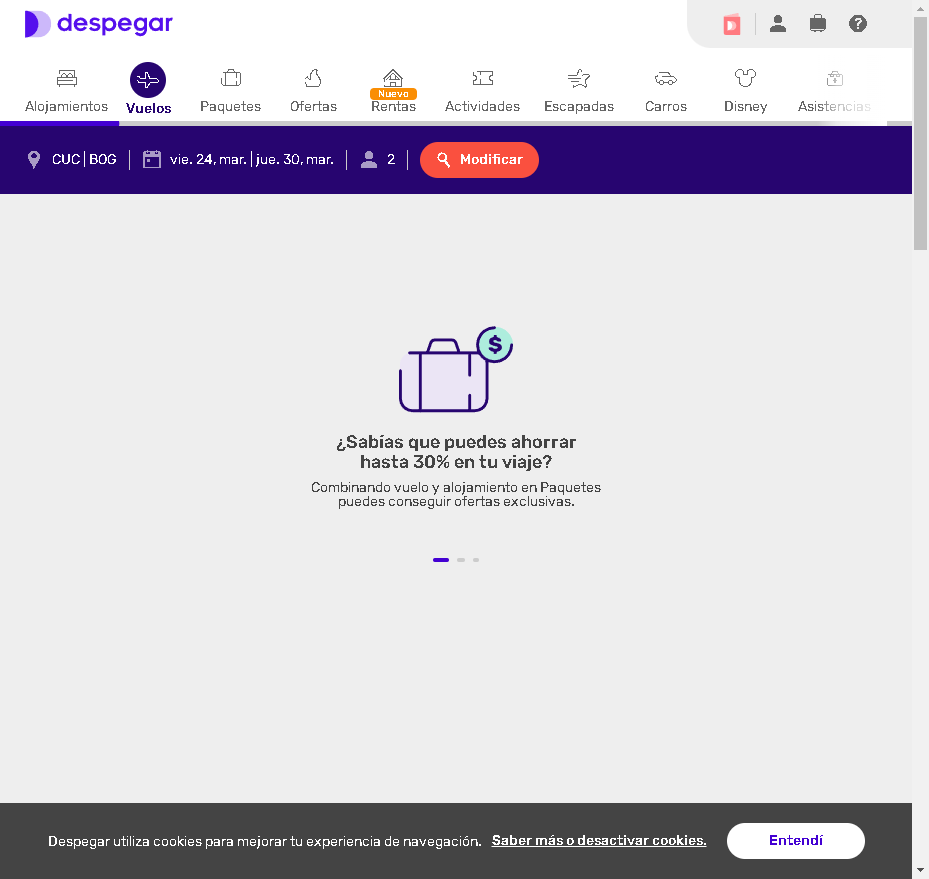 despegar
Alojamientos
Vuelos
Paquetes
Ofertas
Nuevo
Rentas
Actividades
Escapadas
Carros
Disney
Asistencias
CUC | BOG
vie. 24, mar. | jue. 30, mar.
2
Modificar
$
¿Sabías que puedes ahorrar
hasta 30% en tu viaje?
Combinando vuelo y alojamiento en Paquetes
puedes conseguir ofertas exclusivas.
Despegar utiliza cookies para mejorar tu experiencia de navegación. Saber más o desactivar cookies.
Entendí